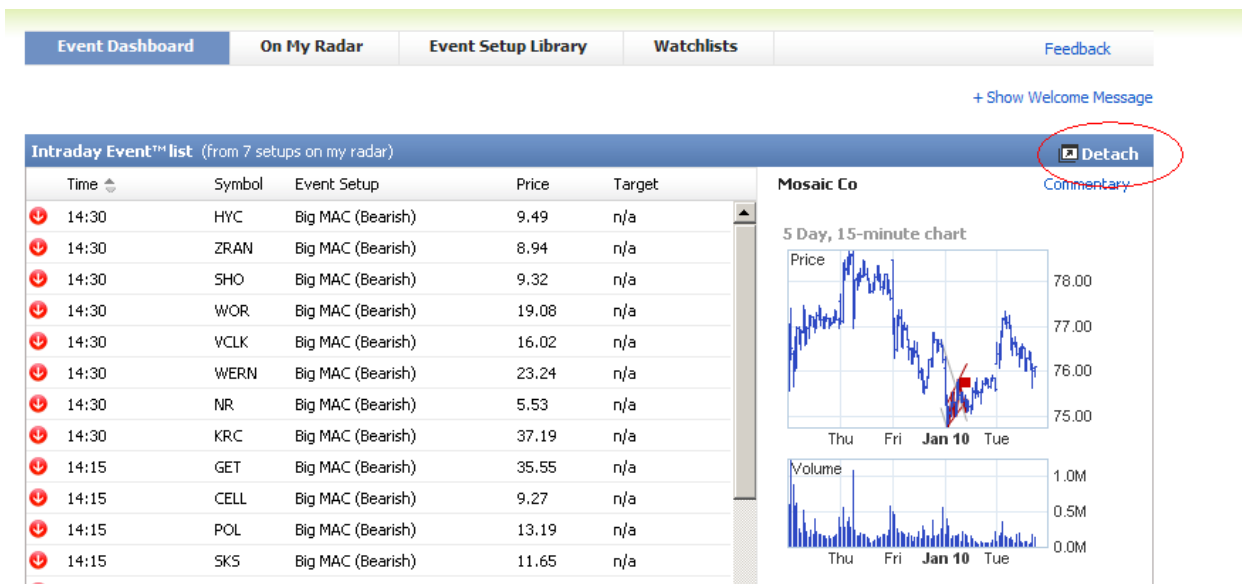 Event Dashboard On My Radar Event Setup Library Watchlists Feedback
+ Show Welcome Message
Intraday Event™ list (from 7 setups on my radar) Detach
Time Symbol Event Setup Price Target
14:30 HYC Big MAC (Bearish) 9.49 n/a
14:30 ZRAN Big MAC (Bearish) 8.94 n/a
14:30 SHO Big MAC (Bearish) 9.32 n/a
14:30 WOR Big MAC (Bearish) 19.08 n/a
14:30 VCLK Big MAC (Bearish) 16.02 n/a
14:30 WERN Big MAC (Bearish) 23.24 n/a
14:30 NR Big MAC (Bearish) 5.53 n/a
14:30 KRC Big MAC (Bearish) 37.19 n/a
14:15 GET Big MAC (Bearish) 35.55 n/a
14:15 CELL Big MAC (Bearish) 9.27 n/a
14:15 POL Big MAC (Bearish) 13.19 n/a
14:15 SKS Big MAC (Bearish) 11.65 n/a
Mosaic Co Commentary
5 Day, 15-minute chart
Price
78.00
77.00
76.00
75.00
Thu Fri Jan 10 Tue
Volume
1.0M
0.5M
0.0M
Thu Fri Jan 10 Tue